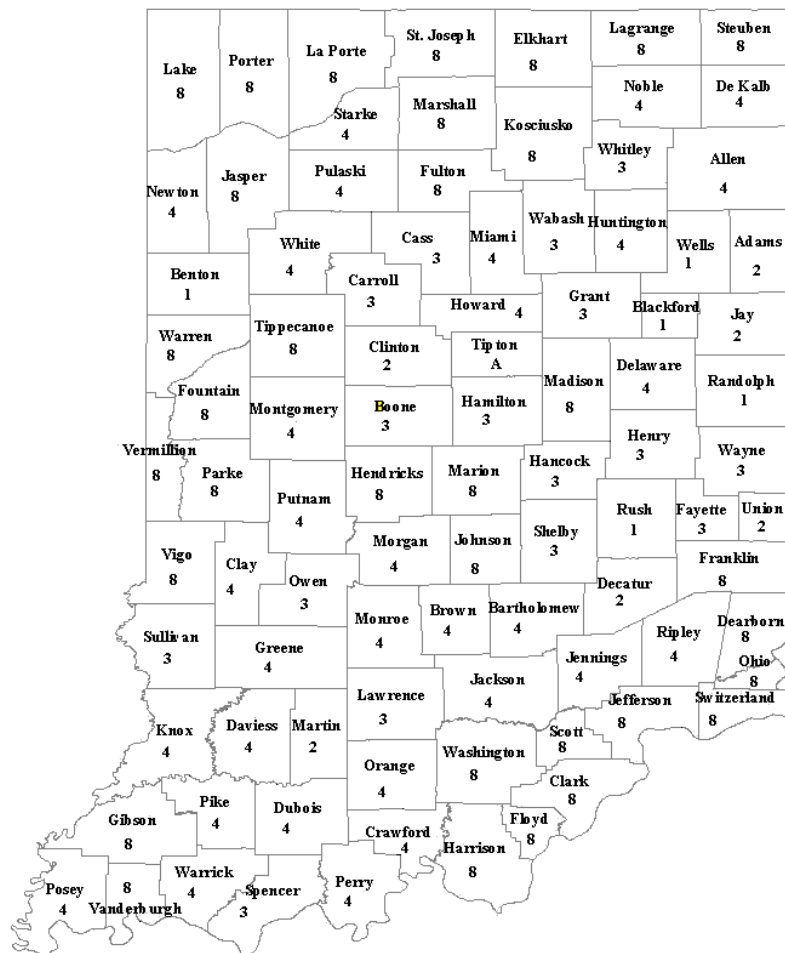 Lake
8
Porter
8
La Porte
8
St. Joseph
8
Elkhart
8
Lagrange
8
Steuben
8
Starke
4
Marshall
8
Kosciusko
8
Noble
4
De Kalb
4
Whitley
3
Allen
4
Newton
4
Jasper
8
Pulaski
4
Fulton
8
White
4
Cass
3
Miami
4
Wabash
3
Huntington
4
Wells
1
Adams
2
Benton
1
Carroll
3
Howard 4
Grant
3
Blackford
1
Jay
2
Warren
8
Tippecanoe
8
Clinton
2
Tipton
A
Madison
8
Delaware
4
Randolph
1
Fountain
8
Montgomery
4
Boone
3
Hamilton
3
Henry
3
Wayne
3
Vermillion
8
Parke
8
Putnam
4
Hendricks
8
Marion
8
Hancock
3
Rush
1
Fayette
3
Union
2
Vigo
8
Clay
4
Owen
3
Morgan
4
Johnson
8
Shelby
3
Decatur
2
Franklin
8
Sullivan
3
Greene
4
Monroe
4
Brown
4
Bartholomew
4
Jennings
4
Ripley
4
Dearborn
8
Ohio
8
Knox
4
Daviess
4
Martin
2
Lawrence
3
Jackson
4
Jefferson
8
Switzerland
8
Orange
4
Washington
8
Scott
8
Clark
8
Gibson
8
Pike
4
Dubois
4
Crawford
4
Harrison
8
Floyd
8
Posey
4
8
Vanderburgh
Warrick
4
Spencer
3
Perry
4